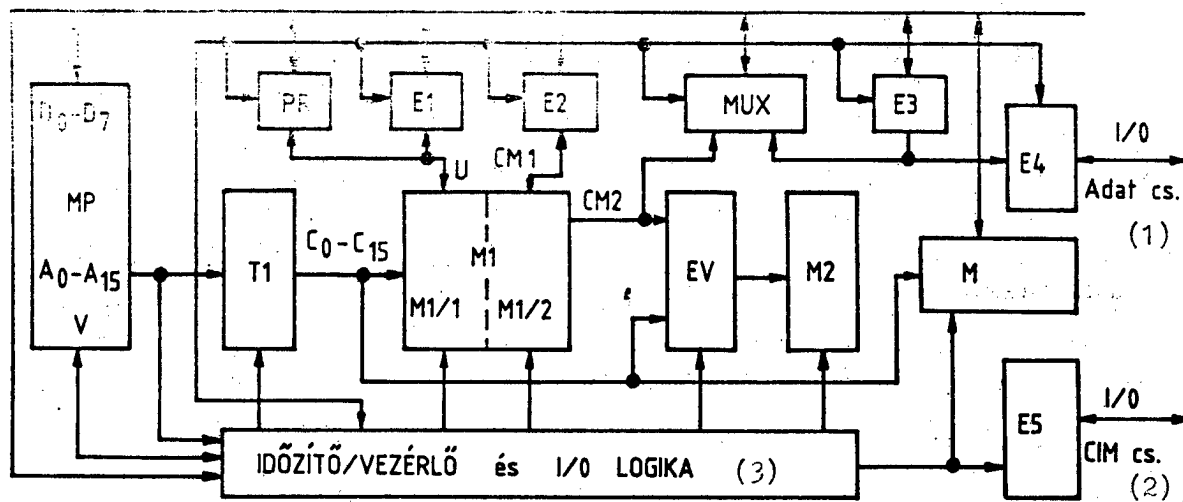 PR
E1
E2
MUX
E3
D₀-D₇
MP
A₀-A₁₅
V
U
CM1
CM2
E4
I/O
Adat cs.
(1)
T1
C₀-C₁₅
M1
M1/1
M1/2
EV
M2
M
E5
I/O
CIM cs.
(2)
IDŐZÍTŐ/VEZÉRLŐ és I/O LOGIKA (3)